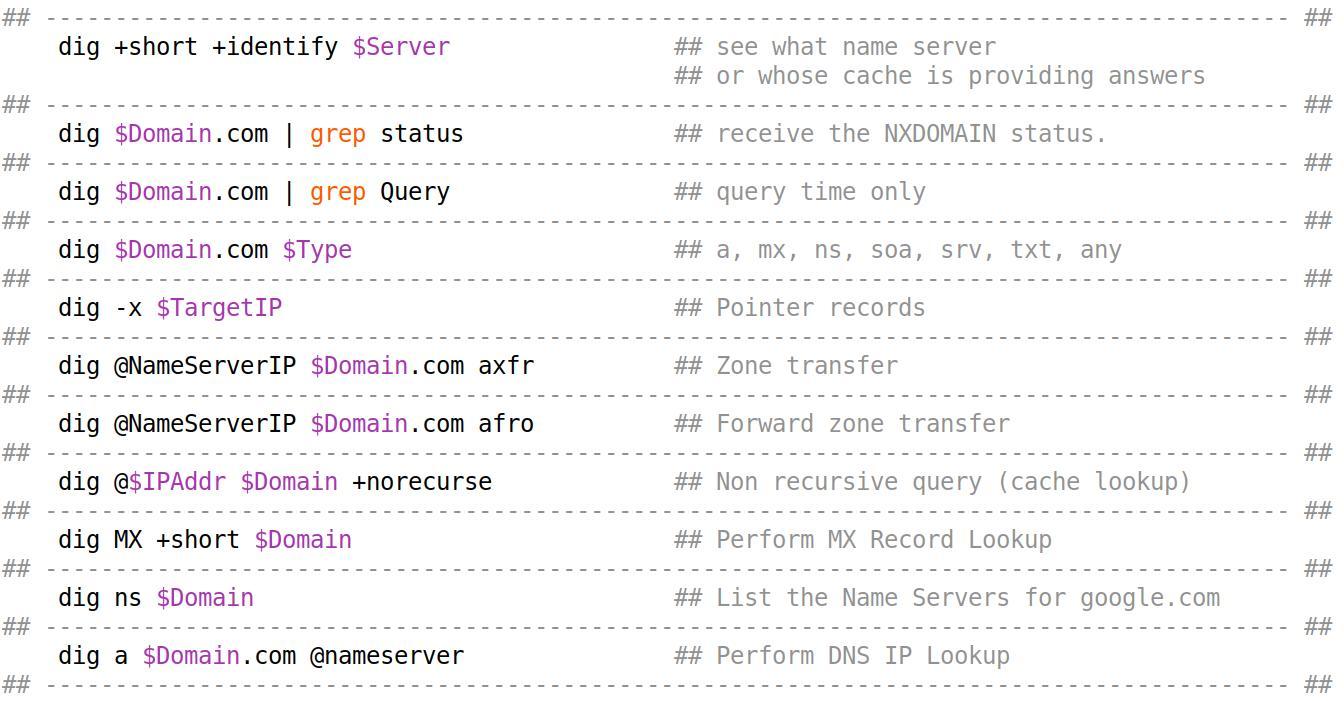 ## ----------------------------------------------------------------------------------------- ##
dig +short +identify $Server ## see what name server
## or whose cache is providing answers
## ----------------------------------------------------------------------------------------- ##
dig $Domain.com | grep status ## receive the NXDOMAIN status.
## ----------------------------------------------------------------------------------------- ##
dig $Domain.com | grep Query ## query time only
## ----------------------------------------------------------------------------------------- ##
dig $Domain.com $Type ## a, mx, ns, soa, srv, txt, any
## ----------------------------------------------------------------------------------------- ##
dig -x $TargetIP ## Pointer records
## ----------------------------------------------------------------------------------------- ##
dig @NameServerIP $Domain.com axfr ## Zone transfer
## ----------------------------------------------------------------------------------------- ##
dig @NameServerIP $Domain.com afro ## Forward zone transfer
## ----------------------------------------------------------------------------------------- ##
dig @$IPAddr $Domain +norecurse ## Non recursive query (cache lookup)
## ----------------------------------------------------------------------------------------- ##
dig MX +short $Domain ## Perform MX Record Lookup
## ----------------------------------------------------------------------------------------- ##
dig ns $Domain ## List the Name Servers for google.com
## ----------------------------------------------------------------------------------------- ##
dig a $Domain.com @nameserver ## Perform DNS IP Lookup
## ----------------------------------------------------------------------------------------- ##